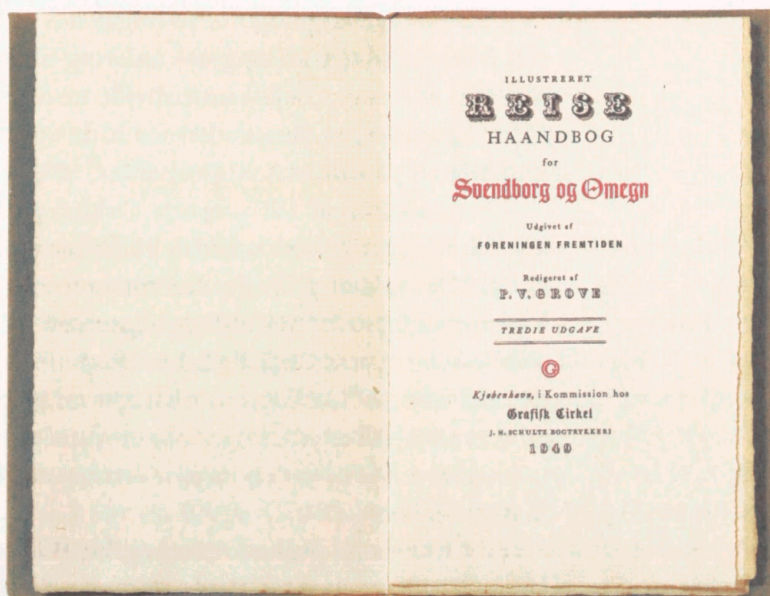 ILLUSTRERET
REISE
HAANDBOG
for
Svendborg og Omegn
Udgivet af
FORENINGEN FREMTIDEN
Redigeret af
P. V. GROVE
TREDIE UDGAVE
G
Kjøbenhavn, i Kommission hos
Grafisk Cirkel
J. H. SCHULTZ BOGTRYKKERI
1949